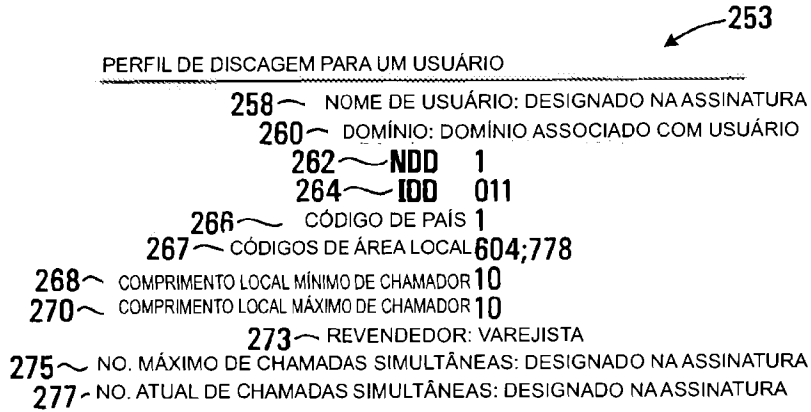 253
PERFIL DE DISCAGEM PARA UM USUÁRIO
258 NOME DE USUÁRIO: DESIGNADO NA ASSINATURA
260 DOMÍNIO: DOMÍNIO ASSOCIADO COM USUÁRIO
262 NDD 1
264 IDD 011
266 CÓDIGO DE PAÍS 1
267 CÓDIGOS DE ÁREA LOCAL 604;778
268 COMPRIMENTO LOCAL MÍNIMO DE CHAMADOR 10
270 COMPRIMENTO LOCAL MÁXIMO DE CHAMADOR 10
273 REVENDEDOR: VAREJISTA
275 NO. MÁXIMO DE CHAMADAS SIMULTÂNEAS: DESIGNADO NA ASSINATURA
277 NO. ATUAL DE CHAMADAS SIMULTÂNEAS: DESIGNADO NA ASSINATURA